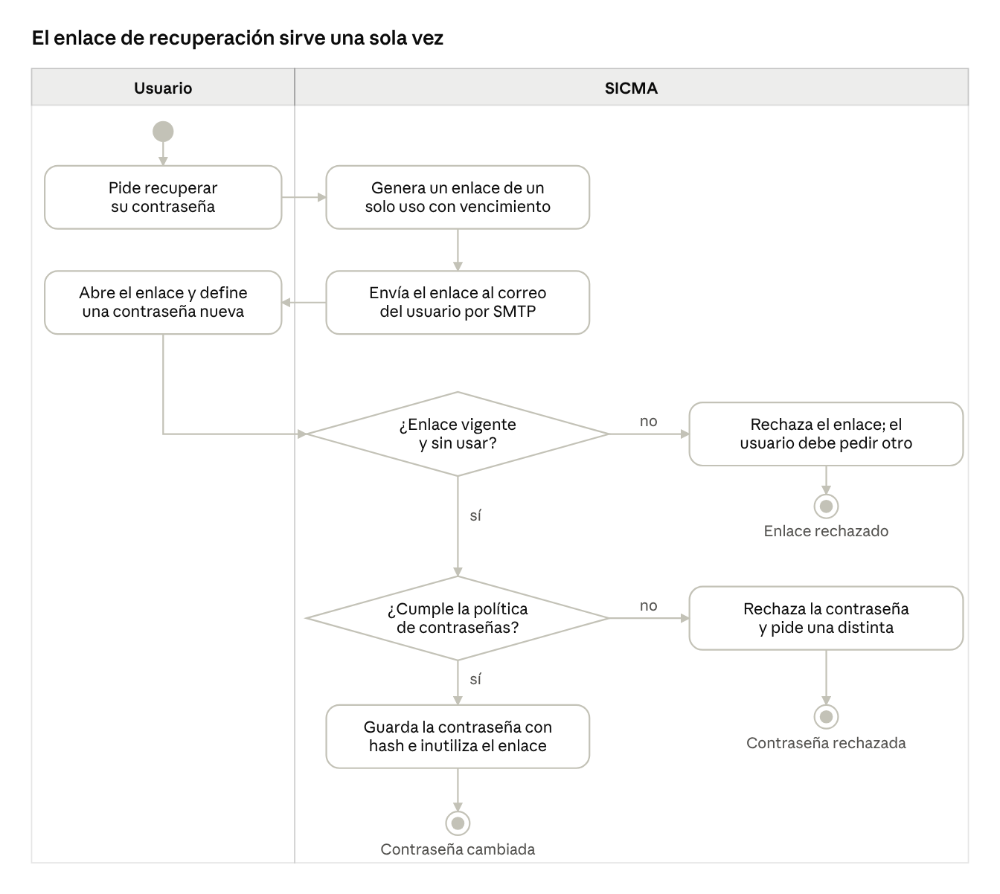 El enlace de recuperación sirve una sola vez
Usuario
SICMA
Pide recuperar
su contraseña
Genera un enlace de un
solo uso con vencimiento
Abre el enlace y define
una contraseña nueva
Envía el enlace al correo
del usuario por SMTP
¿Enlace vigente
y sin usar?
no
Rechaza el enlace; el
usuario debe pedir otro
sí
Enlace rechazado
¿Cumple la política
de contraseñas?
no
Rechaza la contraseña
y pide una distinta
sí
Guarda la contraseña con
hash e inutiliza el enlace
Contraseña rechazada
Contraseña cambiada